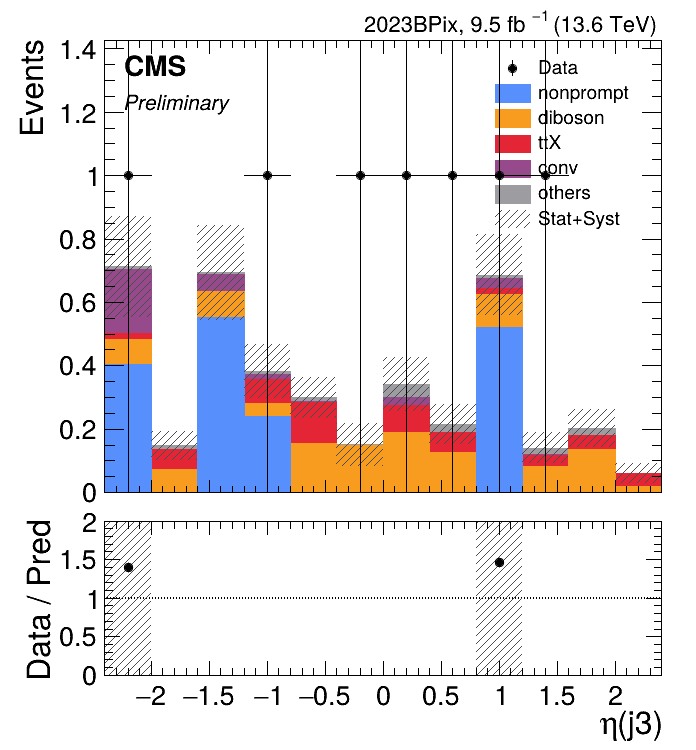 2023BPix, 9.5 fb⁻¹ (13.6 TeV)
Events
CMS
Preliminary
Data
nonprompt
diboson
ttX
conv
others
Stat+Syst
1.4
1.2
1
0.8
0.6
0.4
0.2
0
Data / Pred
2
1.5
1
0.5
0
−2 −1.5 −1 −0.5 0 0.5 1 1.5 2
η(j3)